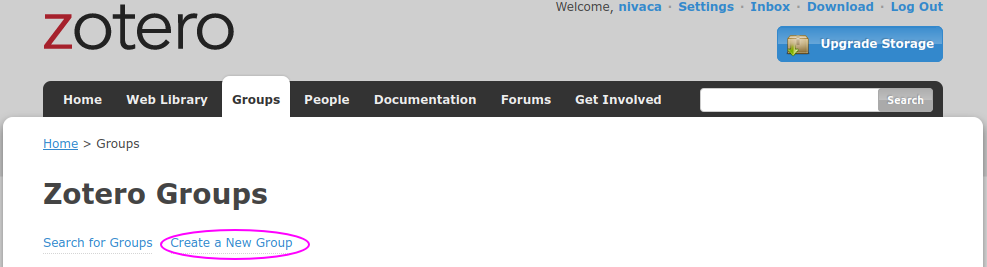 zotero
Welcome, nivaca · Settings · Inbox · Download · Log Out
Upgrade Storage
Home Web Library Groups People Documentation Forums Get Involved Search
Home > Groups
Zotero Groups
Search for Groups Create a New Group